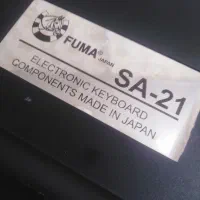 FUMA®
JAPAN
SA-21
ELECTRONIC KEYBOARD
COMPONENTS MADE IN JAPAN